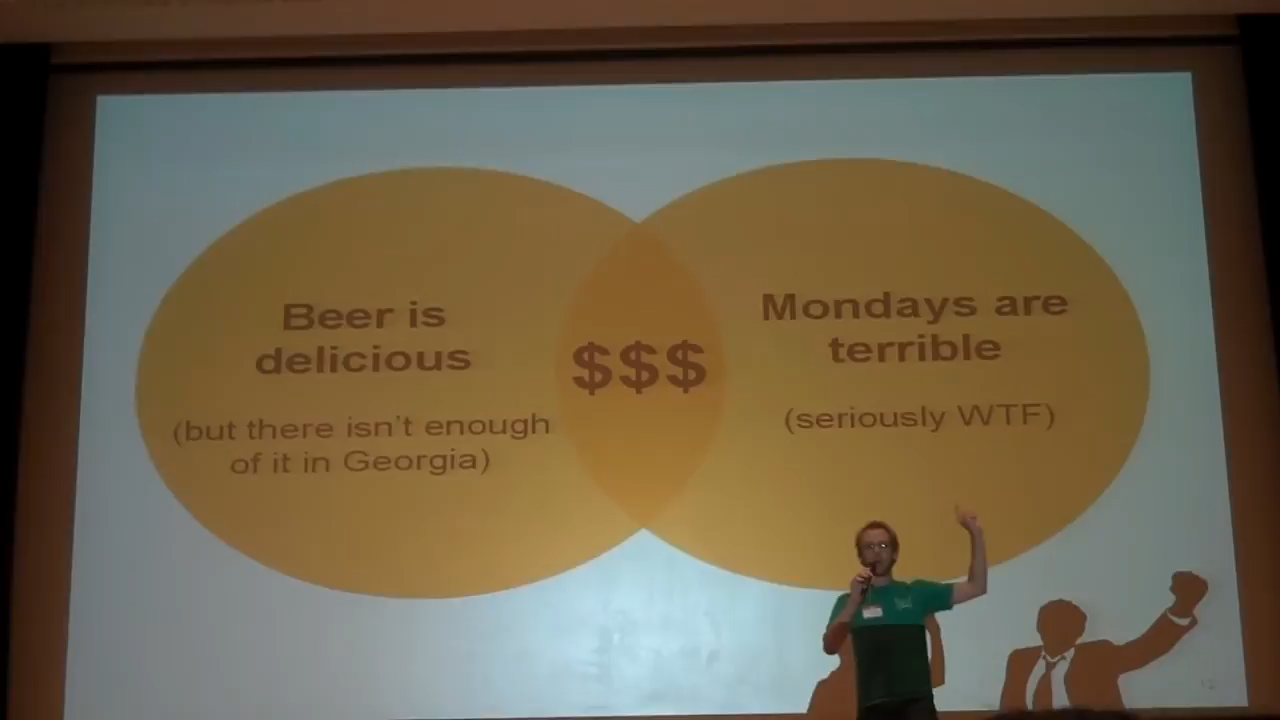 Beer is
delicious
(but there isn't enough
of it in Georgia)
$$$
Mondays are
terrible
(seriously WTF)